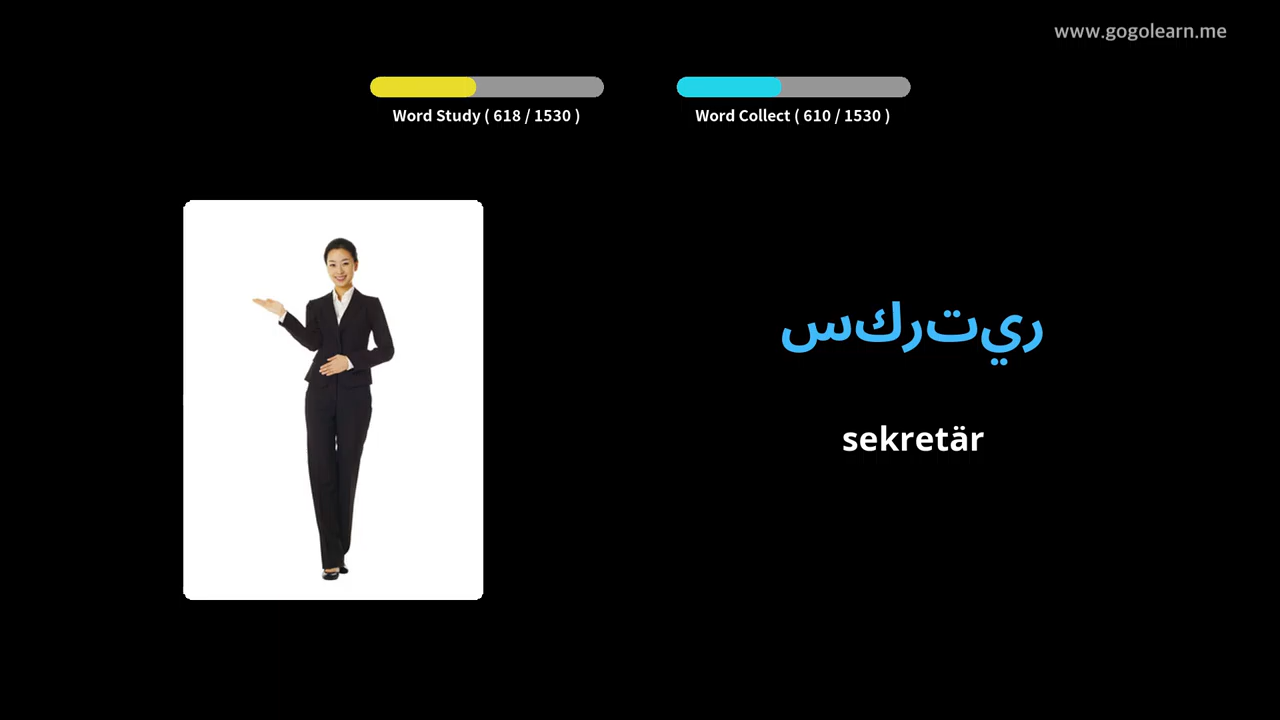 www.gogolearn.me
Word Study ( 618 / 1530 )
Word Collect ( 610 / 1530 )
سكرتير
sekretär